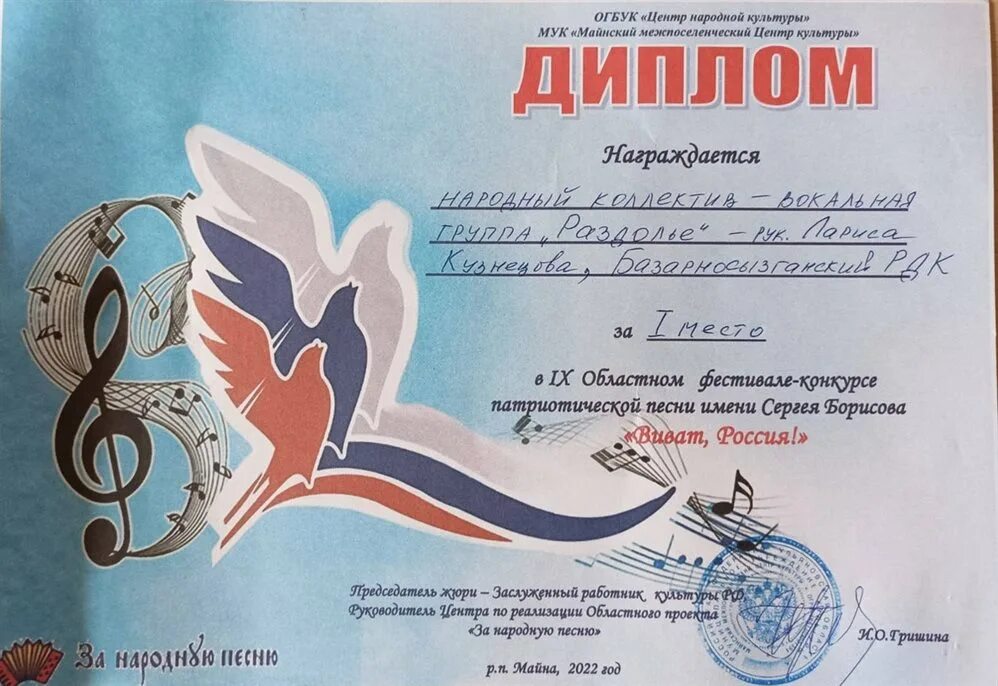 ОГБУК «Центр народной культуры»
МУК «Майнский межпоселенческий Центр культуры»
ДИПЛОМ
Награждается
НАРОДНЫЙ КОЛЛЕКТИВ – ВОКАЛЬНАЯ
ГРУППА „Раздолье" – рук. Лариса
Кузнецова, Базарносызганский РДК
за I место
в IX Областном фестивале-конкурсе
патриотической песни имени Сергея Борисова
«Виват, Россия!»
Председатель жюри – Заслуженный работник культуры РФ,
Руководитель Центра по реализации Областного проекта
«За народную песню»
И.О.Гришина
За народную песню
р.п. Майна, 2022 год